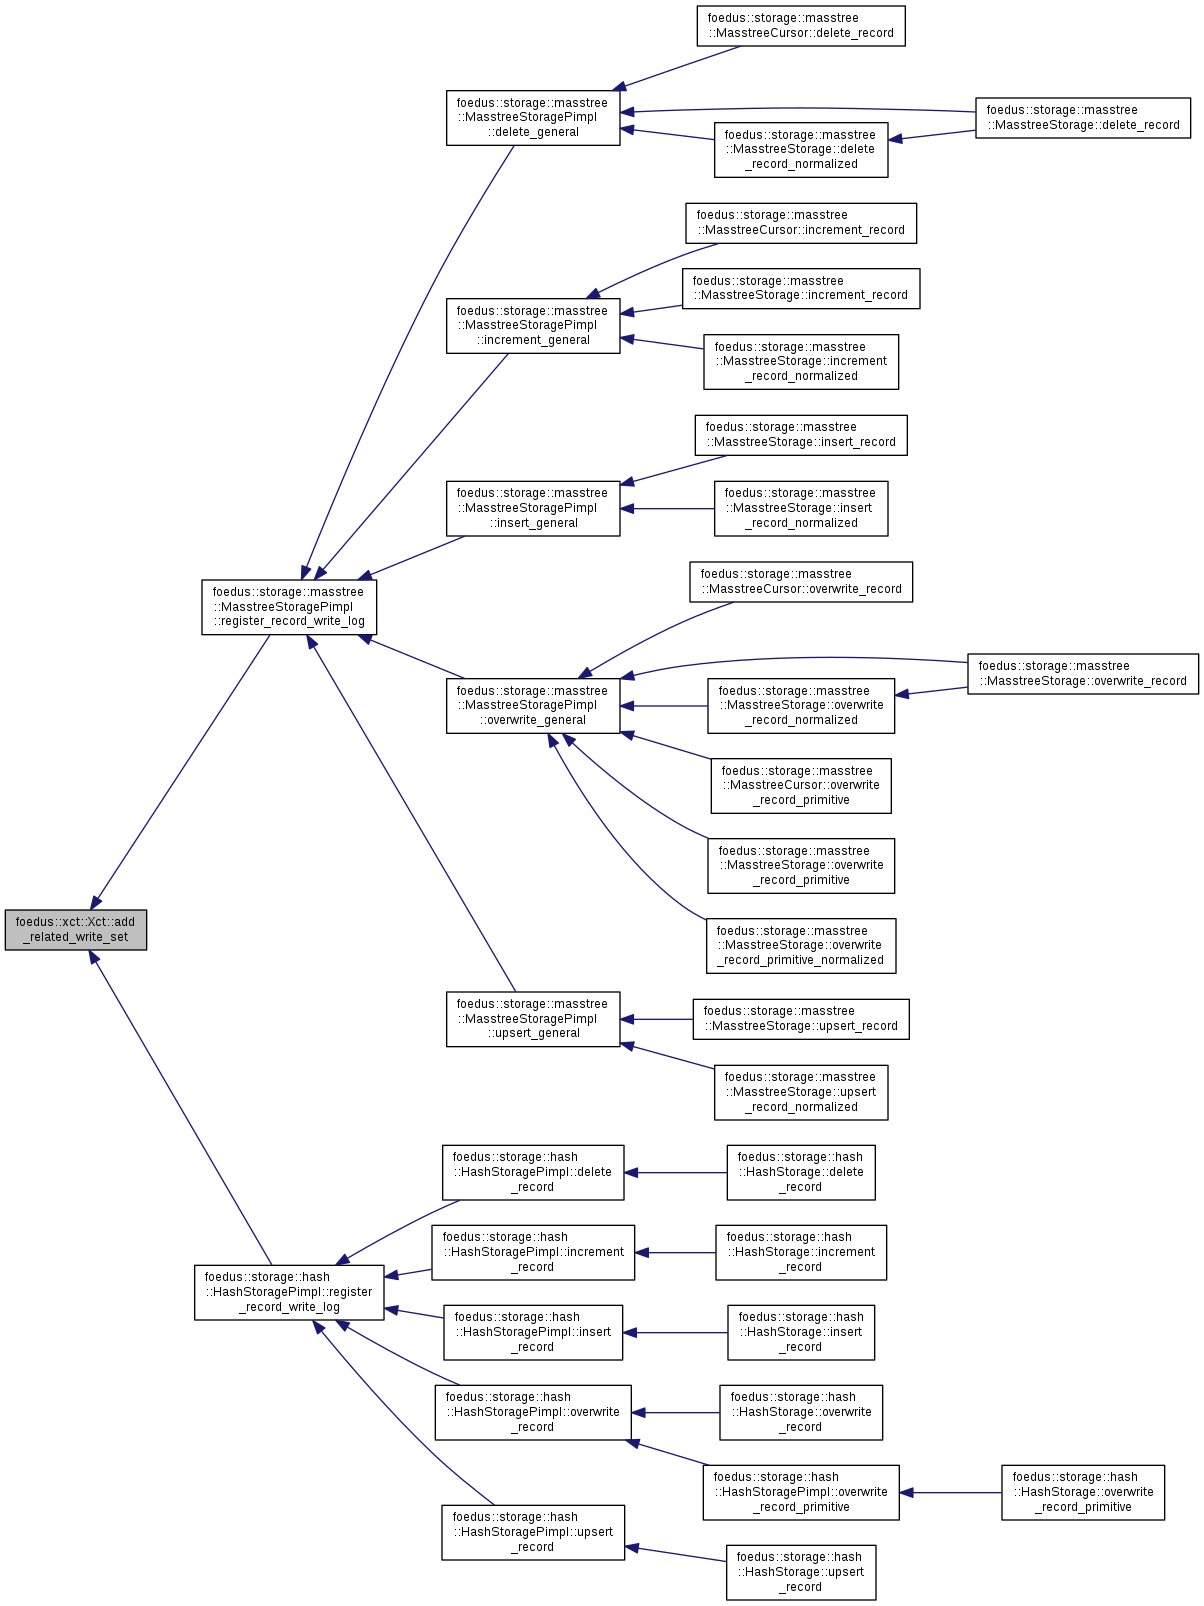 foedus::storage::masstree
::MasstreeCursor::delete_record
foedus::storage::masstree
::MasstreeStoragePimpl
::delete_general
foedus::storage::masstree
::MasstreeStorage::delete_record
foedus::storage::masstree
::MasstreeStorage::delete
_record_normalized
foedus::storage::masstree
::MasstreeCursor::increment_record
foedus::storage::masstree
::MasstreeStorage::increment_record
foedus::storage::masstree
::MasstreeStoragePimpl
::increment_general
foedus::storage::masstree
::MasstreeStorage::increment
_record_normalized
foedus::storage::masstree
::MasstreeStorage::insert_record
foedus::storage::masstree
::MasstreeStoragePimpl
::insert_general
foedus::storage::masstree
::MasstreeStorage::insert
_record_normalized
foedus::storage::masstree
::MasstreeCursor::overwrite_record
foedus::storage::masstree
::MasstreeStoragePimpl
::register_record_write_log
foedus::storage::masstree
::MasstreeStorage::overwrite_record
foedus::storage::masstree
::MasstreeStoragePimpl
::overwrite_general
foedus::storage::masstree
::MasstreeStorage::overwrite
_record_normalized
foedus::storage::masstree
::MasstreeCursor::overwrite
_record_primitive
foedus::storage::masstree
::MasstreeStorage::overwrite
_record_primitive
foedus::xct::Xct::add
_related_write_set
foedus::storage::masstree
::MasstreeStorage::overwrite
_record_primitive_normalized
foedus::storage::masstree
::MasstreeStoragePimpl
::upsert_general
foedus::storage::masstree
::MasstreeStorage::upsert_record
foedus::storage::masstree
::MasstreeStorage::upsert
_record_normalized
foedus::storage::hash
::HashStoragePimpl::delete
_record
foedus::storage::hash
::HashStorage::delete
_record
foedus::storage::hash
::HashStoragePimpl::increment
_record
foedus::storage::hash
::HashStorage::increment
_record
foedus::storage::hash
::HashStoragePimpl::register
_record_write_log
foedus::storage::hash
::HashStoragePimpl::insert
_record
foedus::storage::hash
::HashStorage::insert
_record
foedus::storage::hash
::HashStoragePimpl::overwrite
_record
foedus::storage::hash
::HashStorage::overwrite
_record
foedus::storage::hash
::HashStoragePimpl::overwrite
_record_primitive
foedus::storage::hash
::HashStorage::overwrite
_record_primitive
foedus::storage::hash
::HashStoragePimpl::upsert
_record
foedus::storage::hash
::HashStorage::upsert
_record